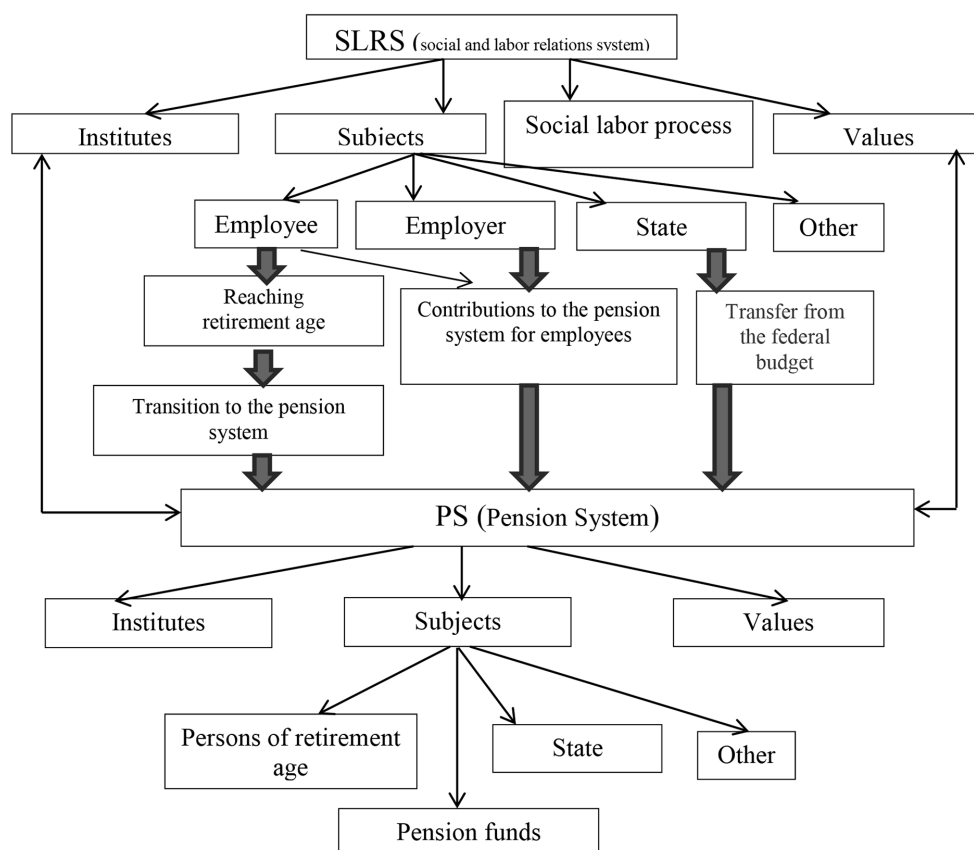 SLRS (social and labor relations system)
Institutes
Subjects
Social labor process
Values
Employee
Employer
State
Other
Reaching
retirement age
Contributions to the pension
system for employees
Transfer from
the federal
budget
Transition to the pension
system
PS (Pension System)
Institutes
Subjects
Values
Persons of retirement
age
State
Other
Pension funds